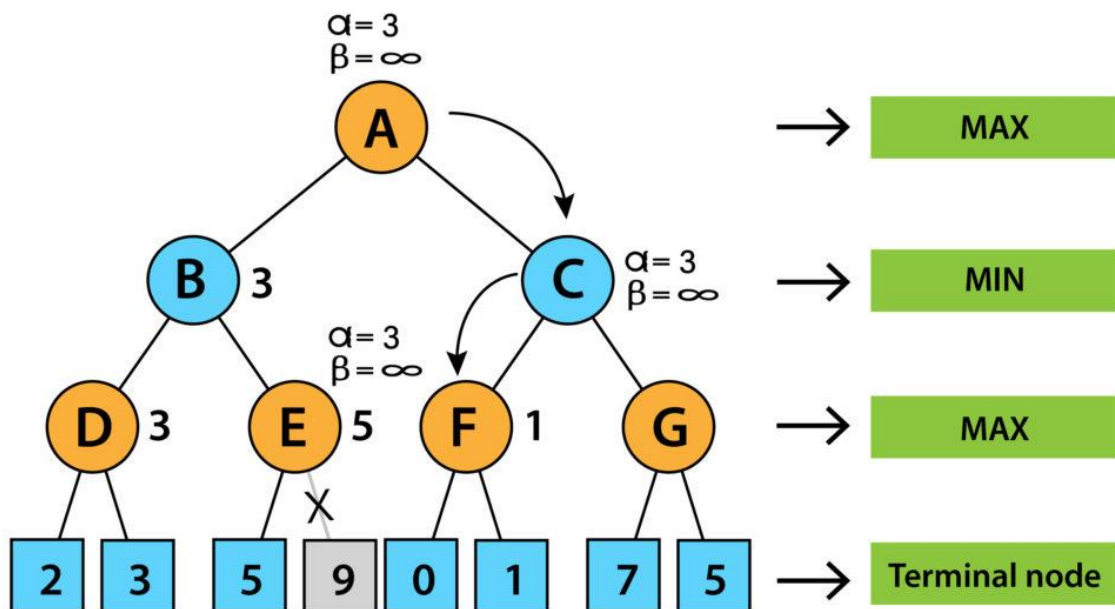 α= 3
β= ∞
A
MAX
B
3
C
α= 3
β= ∞
MIN
α= 3
β= ∞
D
3
E
5
F
1
G
MAX
X
2
3
5
9
0
1
7
5
Terminal node